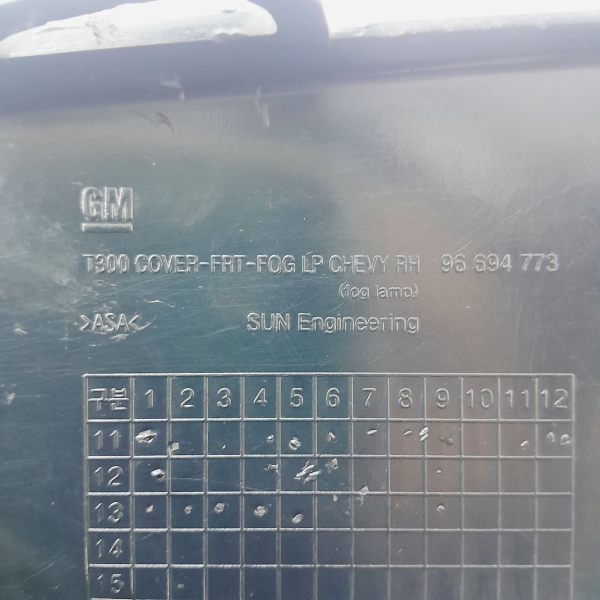 GM
T300 COVER-FRT-FOG LP CHEVY RH 96 694 773
(fog lamp)
>ASA< SUN Engineering
구분 1 2 3 4 5 6 7 8 9 10 11 12
11
12
13
14
15